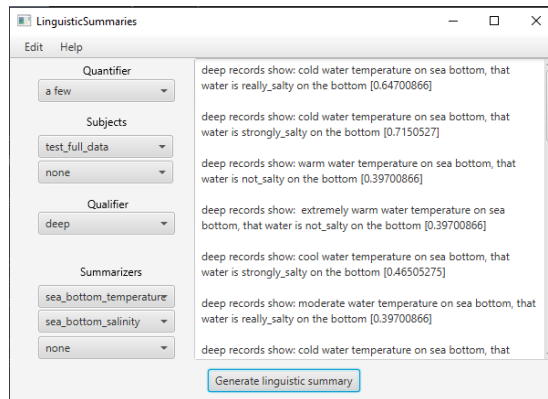 LinguisticSummaries
Edit Help
Quantifier
a few
Subjects
test_full_data
none
Qualifier
deep
Summarizers
sea_bottom_temperature
sea_bottom_salinity
none
deep records show: cold water temperature on sea bottom, that
water is really_salty on the bottom [0.64700866]
deep records show: cold water temperature on sea bottom, that
water is strongly_salty on the bottom [0.7150527]
deep records show: warm water temperature on sea bottom, that
water is not_salty on the bottom [0.39700866]
deep records show:  extremely warm water temperature on sea
bottom, that water is not_salty on the bottom [0.39700866]
deep records show: cool water temperature on sea bottom, that
water is strongly_salty on the bottom [0.46505275]
deep records show: moderate water temperature on sea bottom, that
water is really_salty on the bottom [0.39700866]
deep records show: cold water temperature on sea bottom, that
Generate linguistic summary